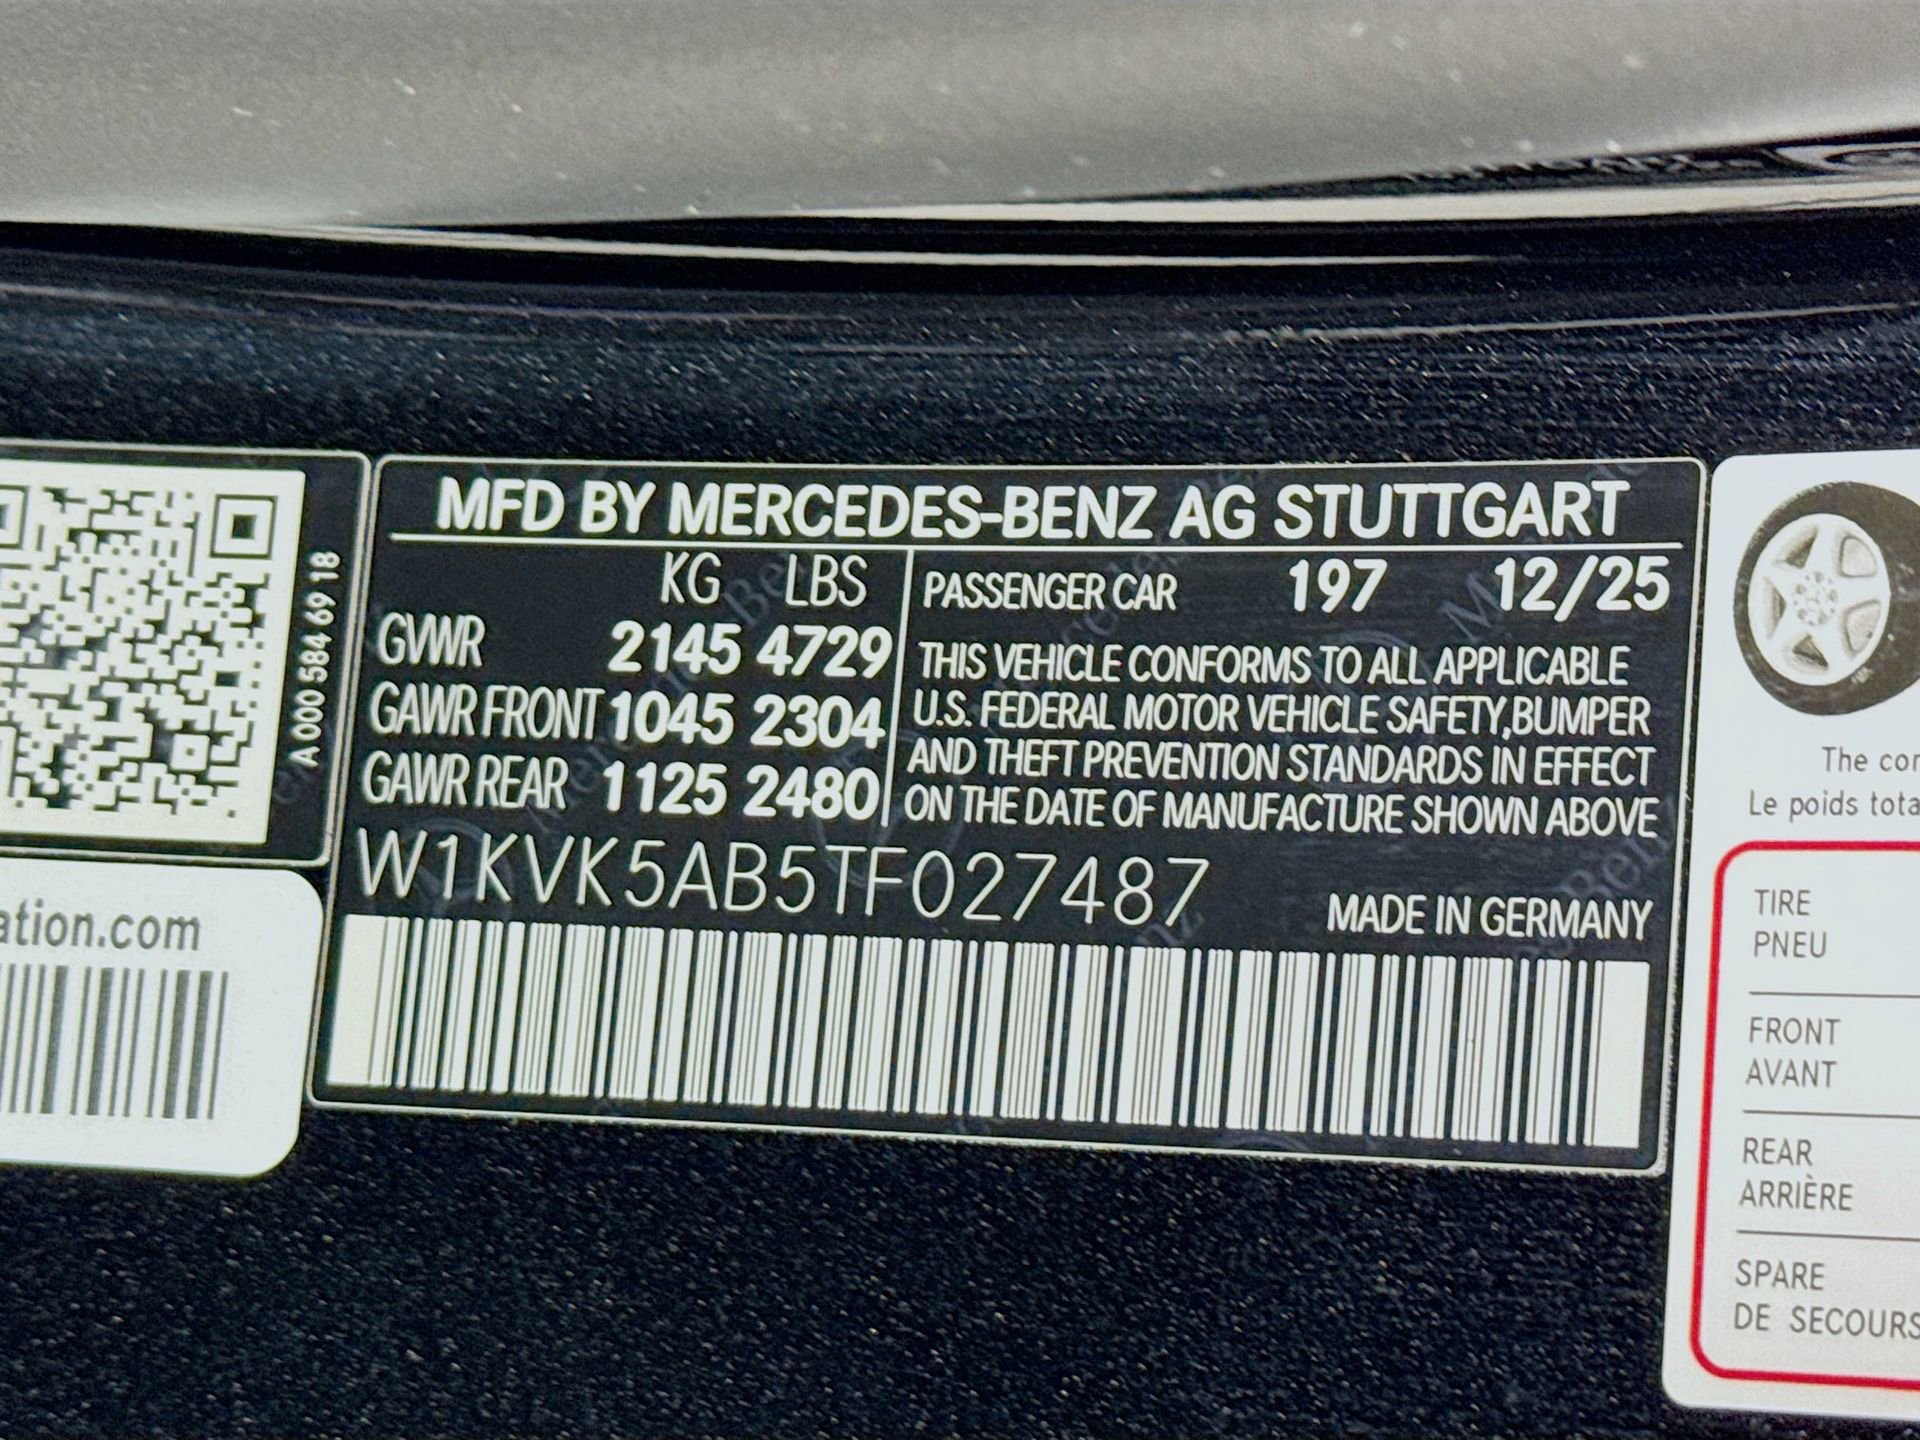 A 000 584 69 18
ation.com
MFD BY MERCEDES-BENZ AG STUTTGART
KG LBS
GVWR 2145 4729
GAWR FRONT 1045 2304
GAWR REAR 1125 2480
PASSENGER CAR 197 12/25
THIS VEHICLE CONFORMS TO ALL APPLICABLE
U.S. FEDERAL MOTOR VEHICLE SAFETY,BUMPER
AND THEFT PREVENTION STANDARDS IN EFFECT
ON THE DATE OF MANUFACTURE SHOWN ABOVE
W1KVK5AB5TF027487
MADE IN GERMANY
The cor
Le poids tota
TIRE
PNEU
FRONT
AVANT
REAR
ARRIÈRE
SPARE
DE SECOURS